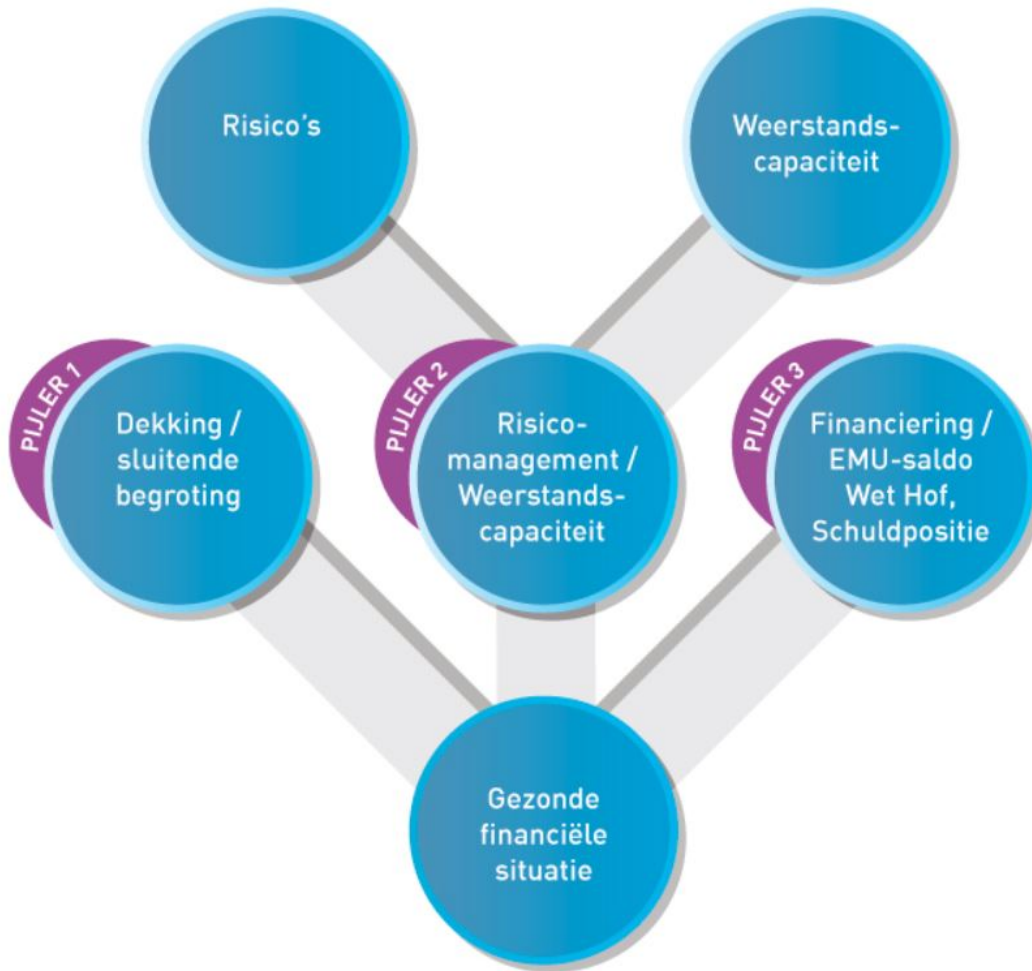 Risico's
Weerstands-
capaciteit
PIJLER 1
Dekking /
sluitende
begroting
PIJLER 2
Risico-
management /
Weerstands-
capaciteit
PIJLER 3
Financiering /
EMU-saldo
Wet Hof,
Schuldpositie
Gezonde
financiële
situatie